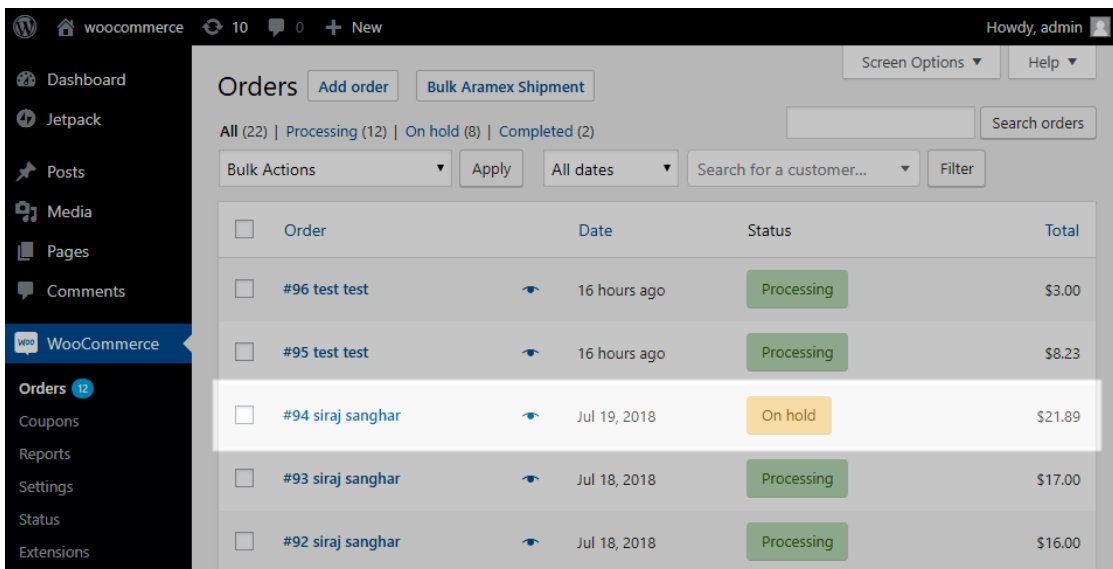 woocommerce 10 0 + New Howdy, admin
Screen Options ▼ Help ▼
Dashboard
Jetpack
Posts
Media
Pages
Comments
WOO WooCommerce
Orders 12
Coupons
Reports
Settings
Status
Extensions
Orders Add order Bulk Aramex Shipment
All (22) | Processing (12) | On hold (8) | Completed (2)
Search orders
Bulk Actions ▼ Apply All dates ▼ Search for a customer... ▼ Filter
Order Date Status Total
#96 test test 16 hours ago Processing $3.00
#95 test test 16 hours ago Processing $8.23
#94 siraj sanghar Jul 19, 2018 On hold $21.89
#93 siraj sanghar Jul 18, 2018 Processing $17.00
#92 siraj sanghar Jul 18, 2018 Processing $16.00